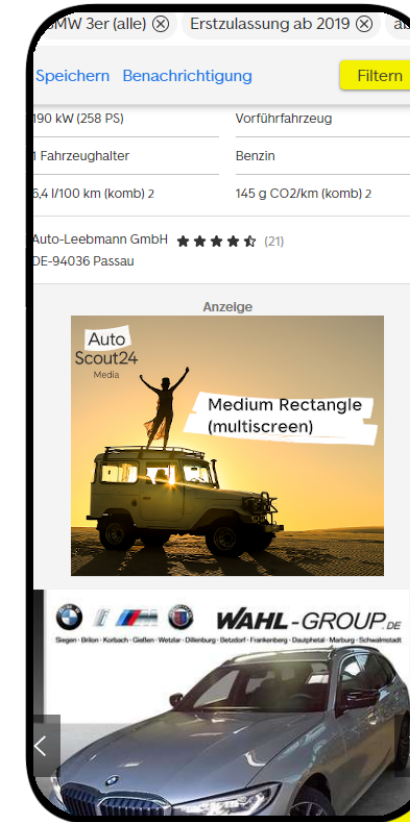 BMW 3er (alle) Erstzulassung ab 2019 ab
Speichern Benachrichtigung Filtern
190 kW (258 PS) Vorführfahrzeug
1 Fahrzeughalter Benzin
6,4 l/100 km (komb) 2 145 g CO2/km (komb) 2
Auto-Leebmann GmbH (21)
DE-94036 Passau
Anzeige
Auto
Scout24
Media
Medium Rectangle
(multiscreen)
WAHL-GROUP.DE
Siegen · Brilon · Korbach · Gießen · Wetzlar · Dillenburg · Betzdorf · Frankenberg · Dautphetal · Marburg · Schwalmstadt